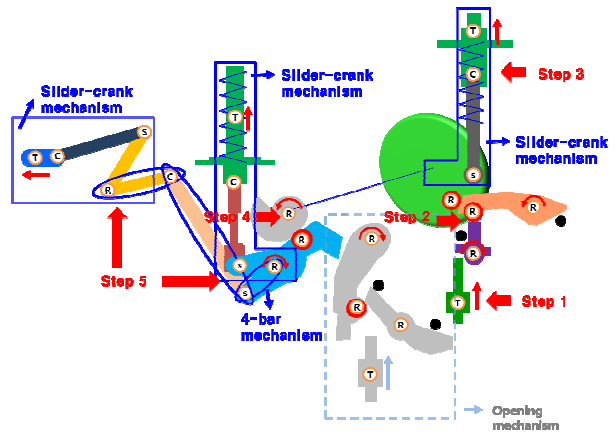 T
C
Step 3
Slider-crank
mechanism
Slider-crank
mechanism
T
Slider-crank
mechanism
S
T
C
C
R
C
S
R
R
R
Step 4
R
Step 2
R
R
R
R
S
R
S
Step 5
4-bar
mechanism
T
Step 1
R
R
T
Opening
mechanism